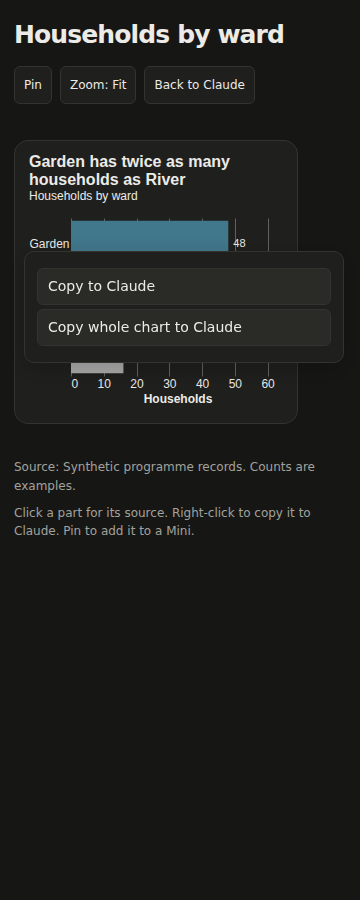 Households by ward
Pin
Zoom: Fit
Back to Claude
Garden has twice as many
households as River
Households by ward
Garden
48
Copy to Claude
Copy whole chart to Claude
0 10 20 30 40 50 60
Households
Source: Synthetic programme records. Counts are
examples.
Click a part for its source. Right-click to copy it to
Claude. Pin to add it to a Mini.